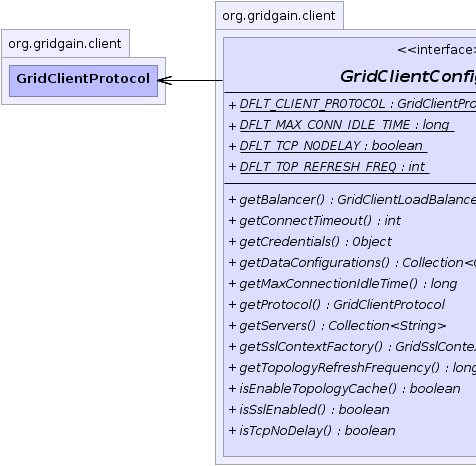 org.gridgain.client
GridClientProtocol
org.gridgain.client
<<interface>
GridClientConfi
+ DFLT_CLIENT_PROTOCOL : GridClientPro
+ DFLT_MAX_CONN_IDLE_TIME : long
+ DFLT_TCP_NODELAY : boolean
+ DFLT_TOP_REFRESH_FREQ : int
+ getBalancer() : GridClientLoadBalance
+ getConnectTimeout() : int
+ getCredentials() : Object
+ getDataConfigurations() : Collection<
+ getMaxConnectionIdleTime() : long
+ getProtocol() : GridClientProtocol
+ getServers() : Collection<String>
+ getSslContextFactory() : GridSslConte
+ getTopologyRefreshFrequency() : long
+ isEnableTopologyCache() : boolean
+ isSslEnabled() : boolean
+ isTcpNoDelay() : boolean